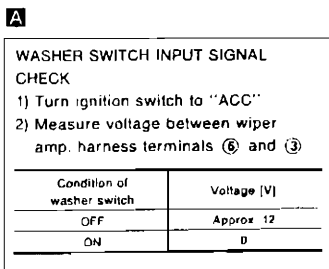 A
WASHER SWITCH INPUT SIGNAL
CHECK
1) Turn ignition switch to "ACC"
2) Measure voltage between wiper
amp. harness terminals ⑥ and ③
Condition of washer switch Voltage [V]
OFF Approx 12
ON 0